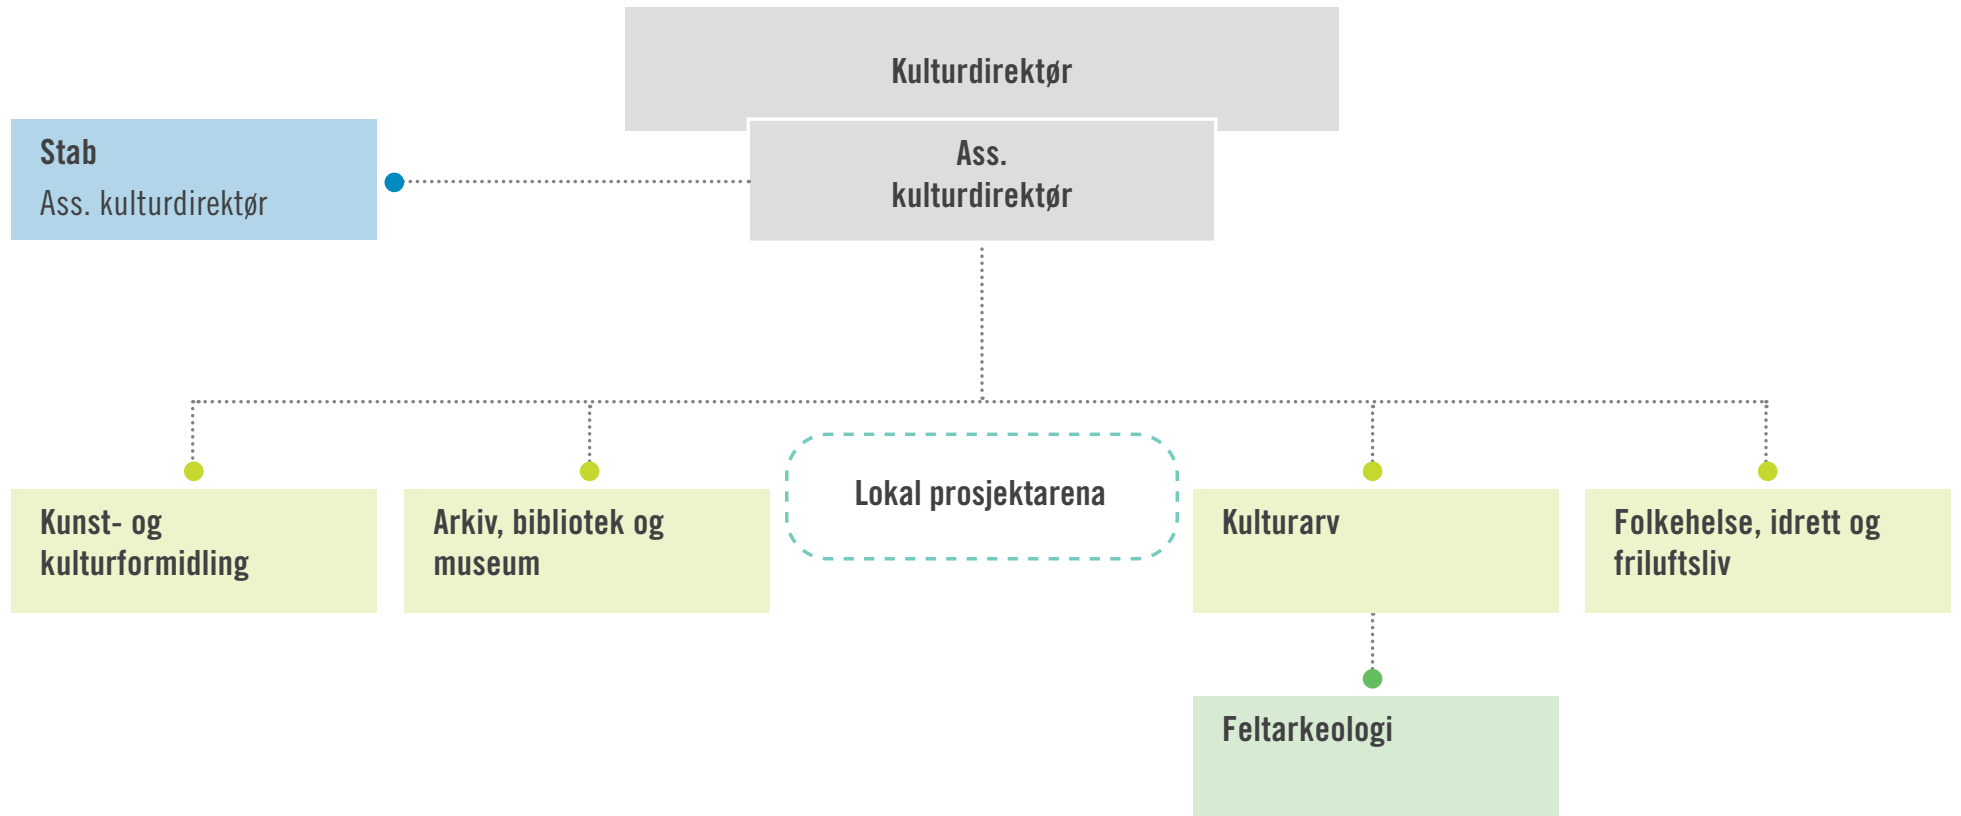 Kulturdirektør
Ass.
kulturdirektør
Stab
Ass. kulturdirektør
Kunst- og
kulturformidling
Arkiv, bibliotek og
museum
Lokal prosjektarena
Kulturarv
Folkehelse, idrett og
friluftsliv
Feltarkeologi